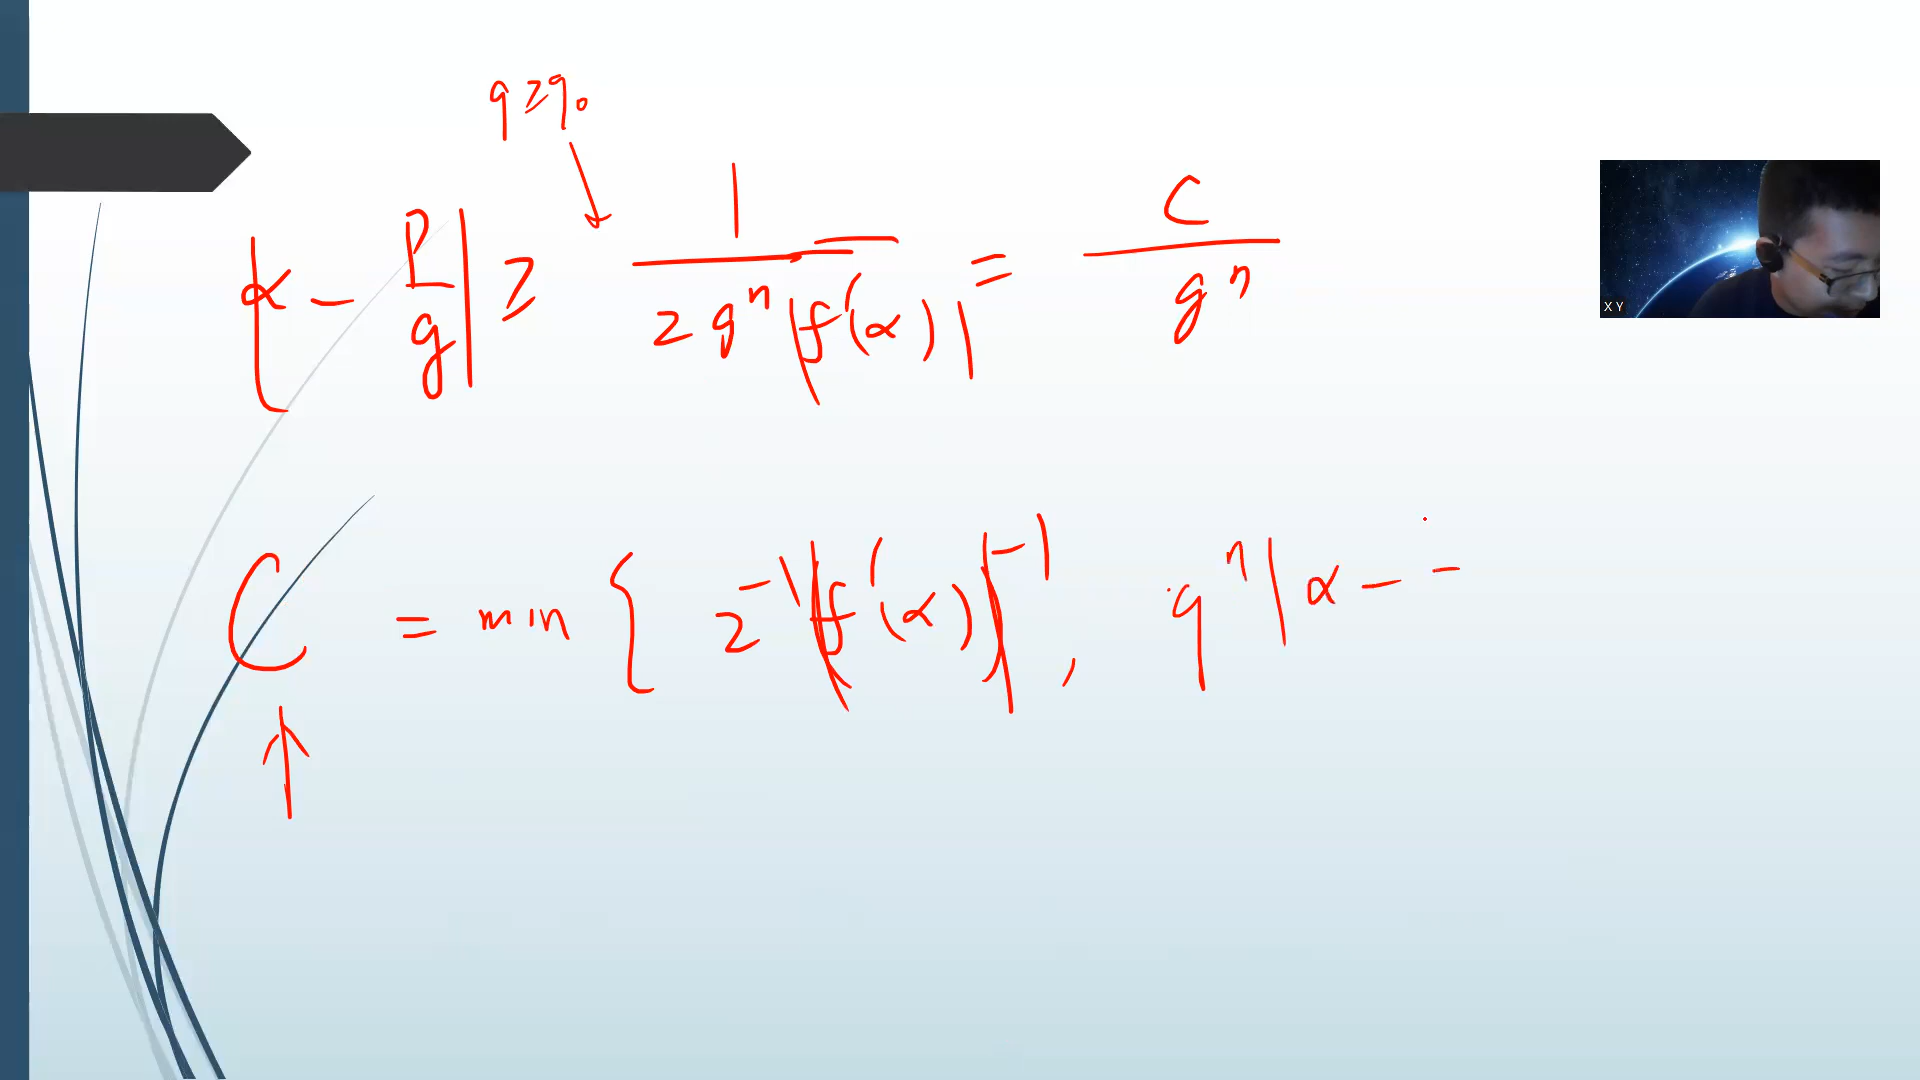 q ≥ q₀
|α - p/q| ≥ 1/(2qⁿ|f'(α)|) = c/qⁿ
X Y
C = min { 2⁻¹|f'(α)|⁻¹, qⁿ|α - -